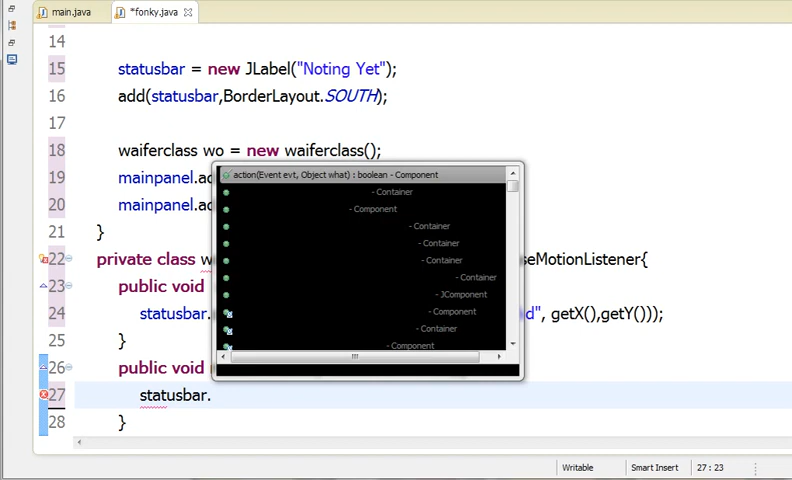 main.java *fonky.java
14
15 statusbar = new JLabel("Noting Yet");
16 add(statusbar,BorderLayout.SOUTH);
17
18 waiferclass wo = new waiferclass();
19 mainpanel.ad
20 mainpanel.ad
21 }
22 private class w seMotionListener{
23 public void
24 statusbar. d", getX(),getY()));
25 }
26 public void
27 statusbar.
28 }
action(Event evt, Object what) : boolean - Component
- Container
- Component
- Container
- Container
- Container
- Container
- JComponent
- Component
- Container
- Component
Writable Smart Insert 27 : 23